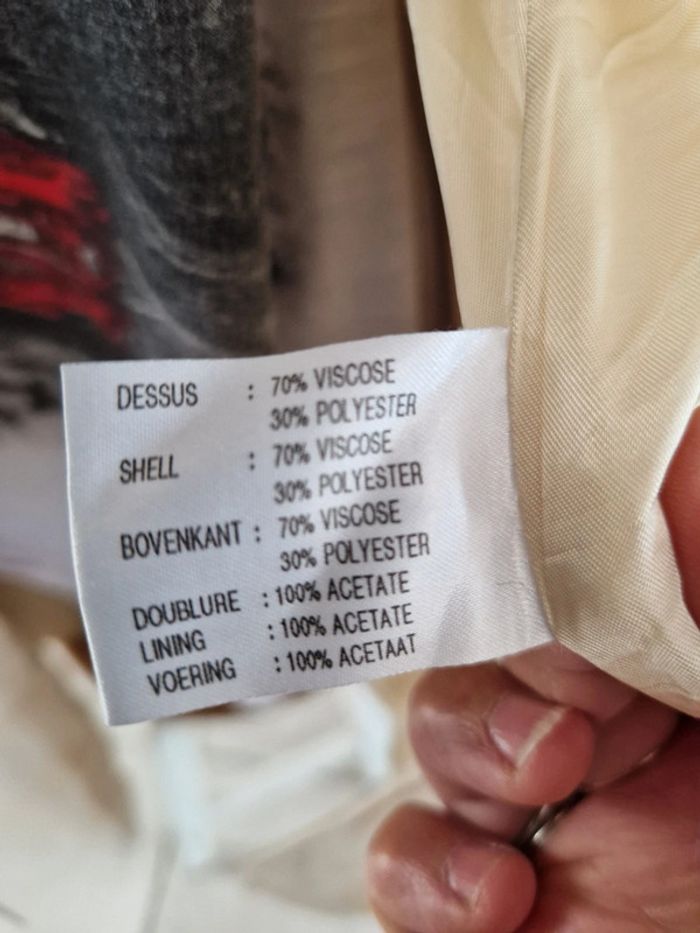 DESSUS : 70% VISCOSE
30% POLYESTER
SHELL : 70% VISCOSE
30% POLYESTER
BOVENKANT : 70% VISCOSE
30% POLYESTER
DOUBLURE : 100% ACETATE
LINING : 100% ACETATE
VOERING : 100% ACETAAT